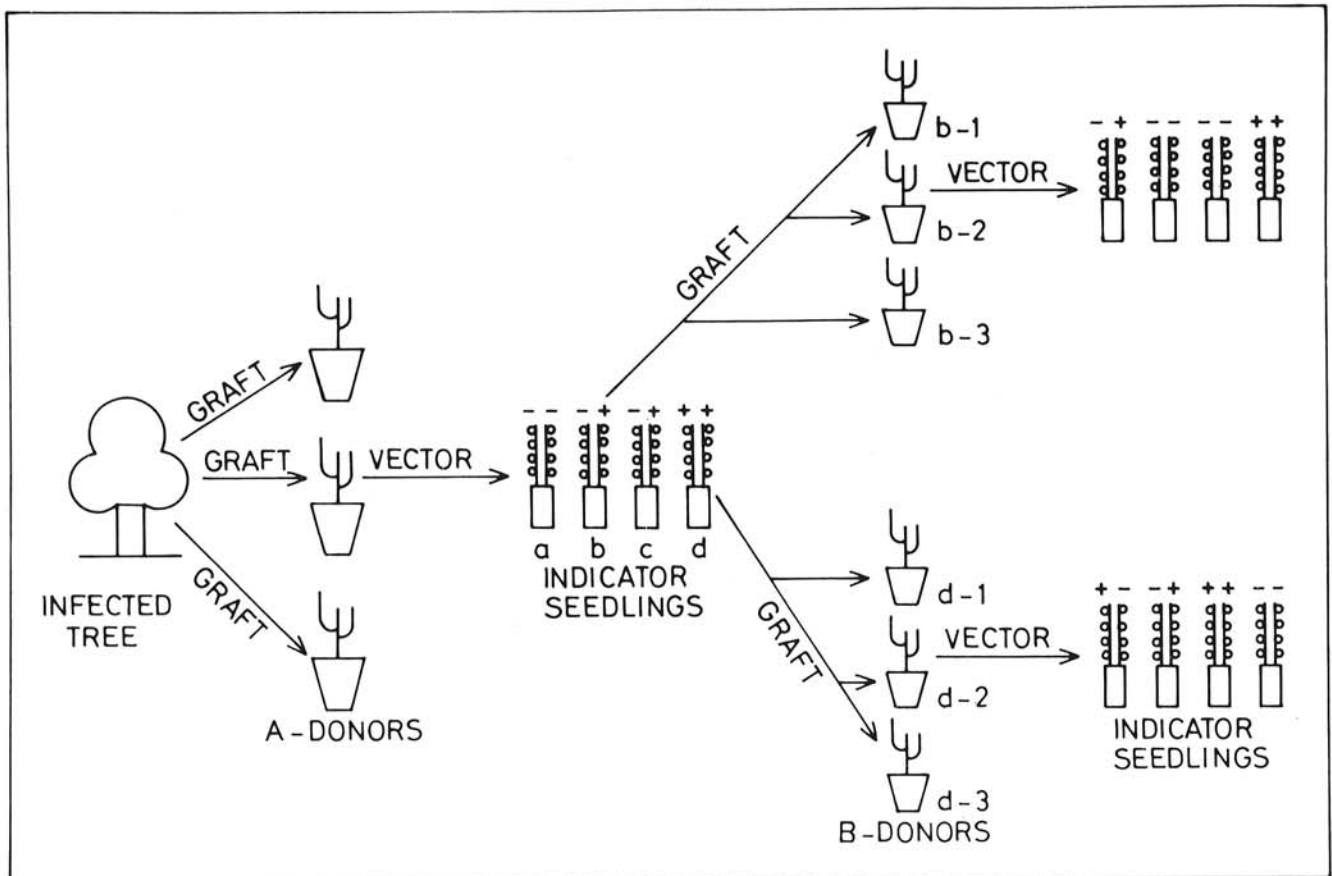 INFECTED
TREE
GRAFT
GRAFT
GRAFT
A-DONORS
VECTOR
-- -+ -+ ++
a b c d
INDICATOR
SEEDLINGS
GRAFT
b-1
b-2
b-3
VECTOR
-+ -- -- ++
GRAFT
d-1
d-2
d-3
B-DONORS
VECTOR
+- -+ ++ --
INDICATOR
SEEDLINGS